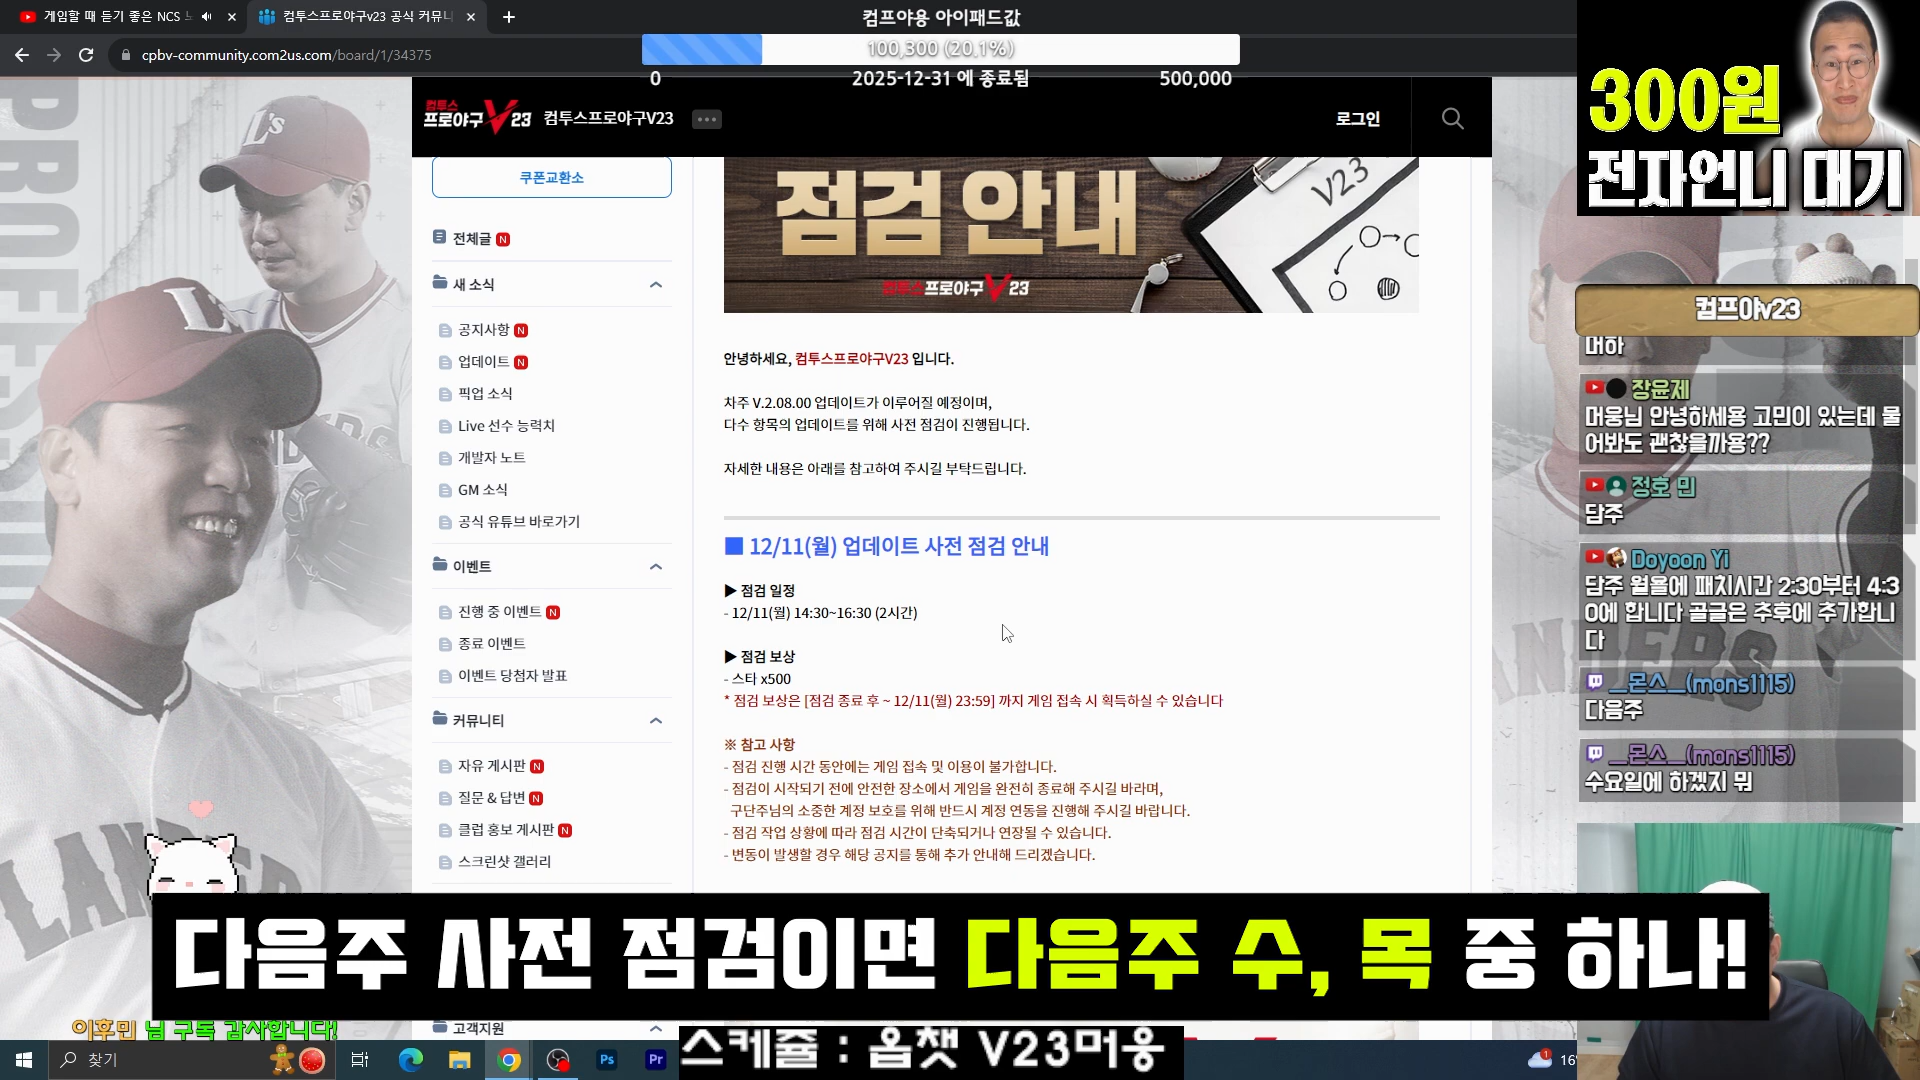 게임할 때 듣기 좋은 NCS
컴투스프로야구v23 공식 커뮤니
cpbv-community.com2us.com/board/1/34375
컴프야용 아이패드값
100,300 (20.1%)
0
2025-12-31 에 종료됨
500,000
300원
전자언니 대기
컴투스
프로야구 V23
컴투스프로야구V23
로그인
쿠폰교환소
전체글 N
새 소식
공지사항 N
업데이트 N
픽업 소식
Live 선수 능력치
개발자 노트
GM 소식
공식 유튜브 바로가기
이벤트
진행 중 이벤트 N
종료 이벤트
이벤트 당첨자 발표
커뮤니티
자유 게시판 N
질문 & 답변 N
클럽 홍보 게시판 N
스크린샷 갤러리
고객지원
점검 안내
컴투스프로야구V23
V23
안녕하세요, 컴투스프로야구V23 입니다.
차주 V.2.08.00 업데이트가 이루어질 예정이며,
다수 항목의 업데이트를 위해 사전 점검이 진행됩니다.
자세한 내용은 아래를 참고하여 주시길 부탁드립니다.
■ 12/11(월) 업데이트 사전 점검 안내
▶ 점검 일정
- 12/11(월) 14:30~16:30 (2시간)
▶ 점검 보상
- 스타 x500
* 점검 보상은 [점검 종료 후 ~ 12/11(월) 23:59] 까지 게임 접속 시 획득하실 수 있습니다
※ 참고 사항
- 점검 진행 시간 동안에는 게임 접속 및 이용이 불가합니다.
- 점검이 시작되기 전에 안전한 장소에서 게임을 완전히 종료해 주시길 바라며,
구단주님의 소중한 계정 보호를 위해 반드시 계정 연동을 진행해 주시길 바랍니다.
- 점검 작업 상황에 따라 점검 시간이 단축되거나 연장될 수 있습니다.
- 변동이 발생할 경우 해당 공지를 통해 추가 안내해 드리겠습니다.
컴프야v23
머하
장윤제
머웅님 안녕하세용 고민이 있는데 물
어봐도 괜찮을까용??
정호 민
담주
Doyoon Yi
담주 월욜에 패치시간 2:30부터 4:3
0에 합니다 골글은 추후에 추가합니
다
__몬스__(mons1115)
다음주
__몬스__(mons1115)
수요일에 하겠지 뭐
다음주 사전 점검이면 다음주 수, 목 중 하나!
이후민 님 구독 감사합니다!
스케쥴 : 옵챗 V23머웅
찾기
Ps
Pr
1
16